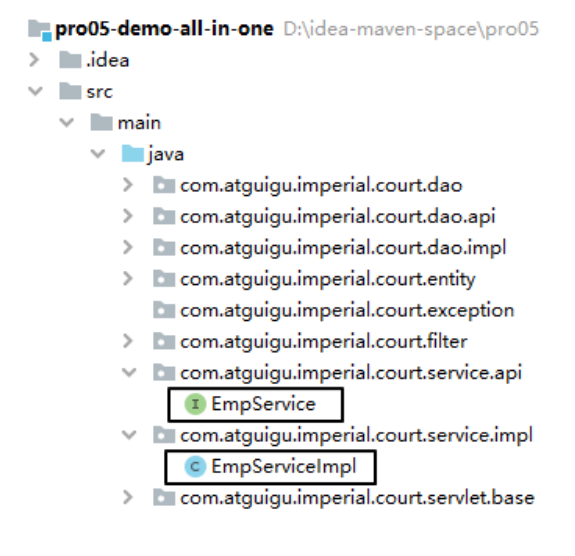 pro05-demo-all-in-one D:\idea-maven-space\pro05
.idea
src
main
java
com.atguigu.imperial.court.dao
com.atguigu.imperial.court.dao.api
com.atguigu.imperial.court.dao.impl
com.atguigu.imperial.court.entity
com.atguigu.imperial.court.exception
com.atguigu.imperial.court.filter
com.atguigu.imperial.court.service.api
I EmpService
com.atguigu.imperial.court.service.impl
C EmpServiceImpl
com.atguigu.imperial.court.servlet.base